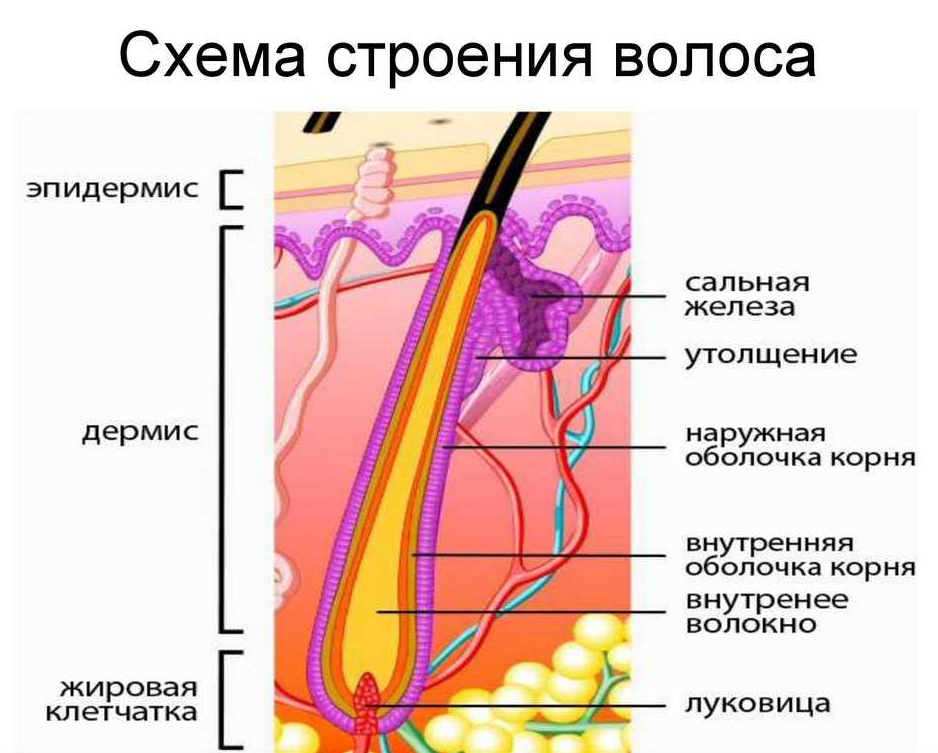 Схема строения волоса
эпидермис
дермис
жировая
клетчатка
сальная
железа
утолщение
наружная
оболочка корня
внутренняя
оболочка корня
внутренее
волокно
луковица